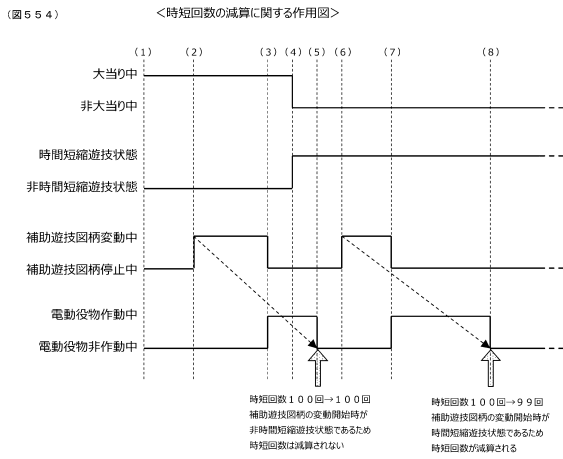 (図554)
＜時短回数の減算に関する作用図＞
(1) (2) (3) (4) (5) (6) (7) (8)
大当り中
非大当り中
時間短縮遊技状態
非時間短縮遊技状態
補助遊技図柄変動中
補助遊技図柄停止中
電動役物作動中
電動役物非作動中
時短回数１００回→１００回
補助遊技図柄の変動開始時が
非時間短縮遊技状態であるため
時短回数は減算されない
時短回数１００回→９９回
補助遊技図柄の変動開始時が
時間短縮遊技状態であるため
時短回数が減算される